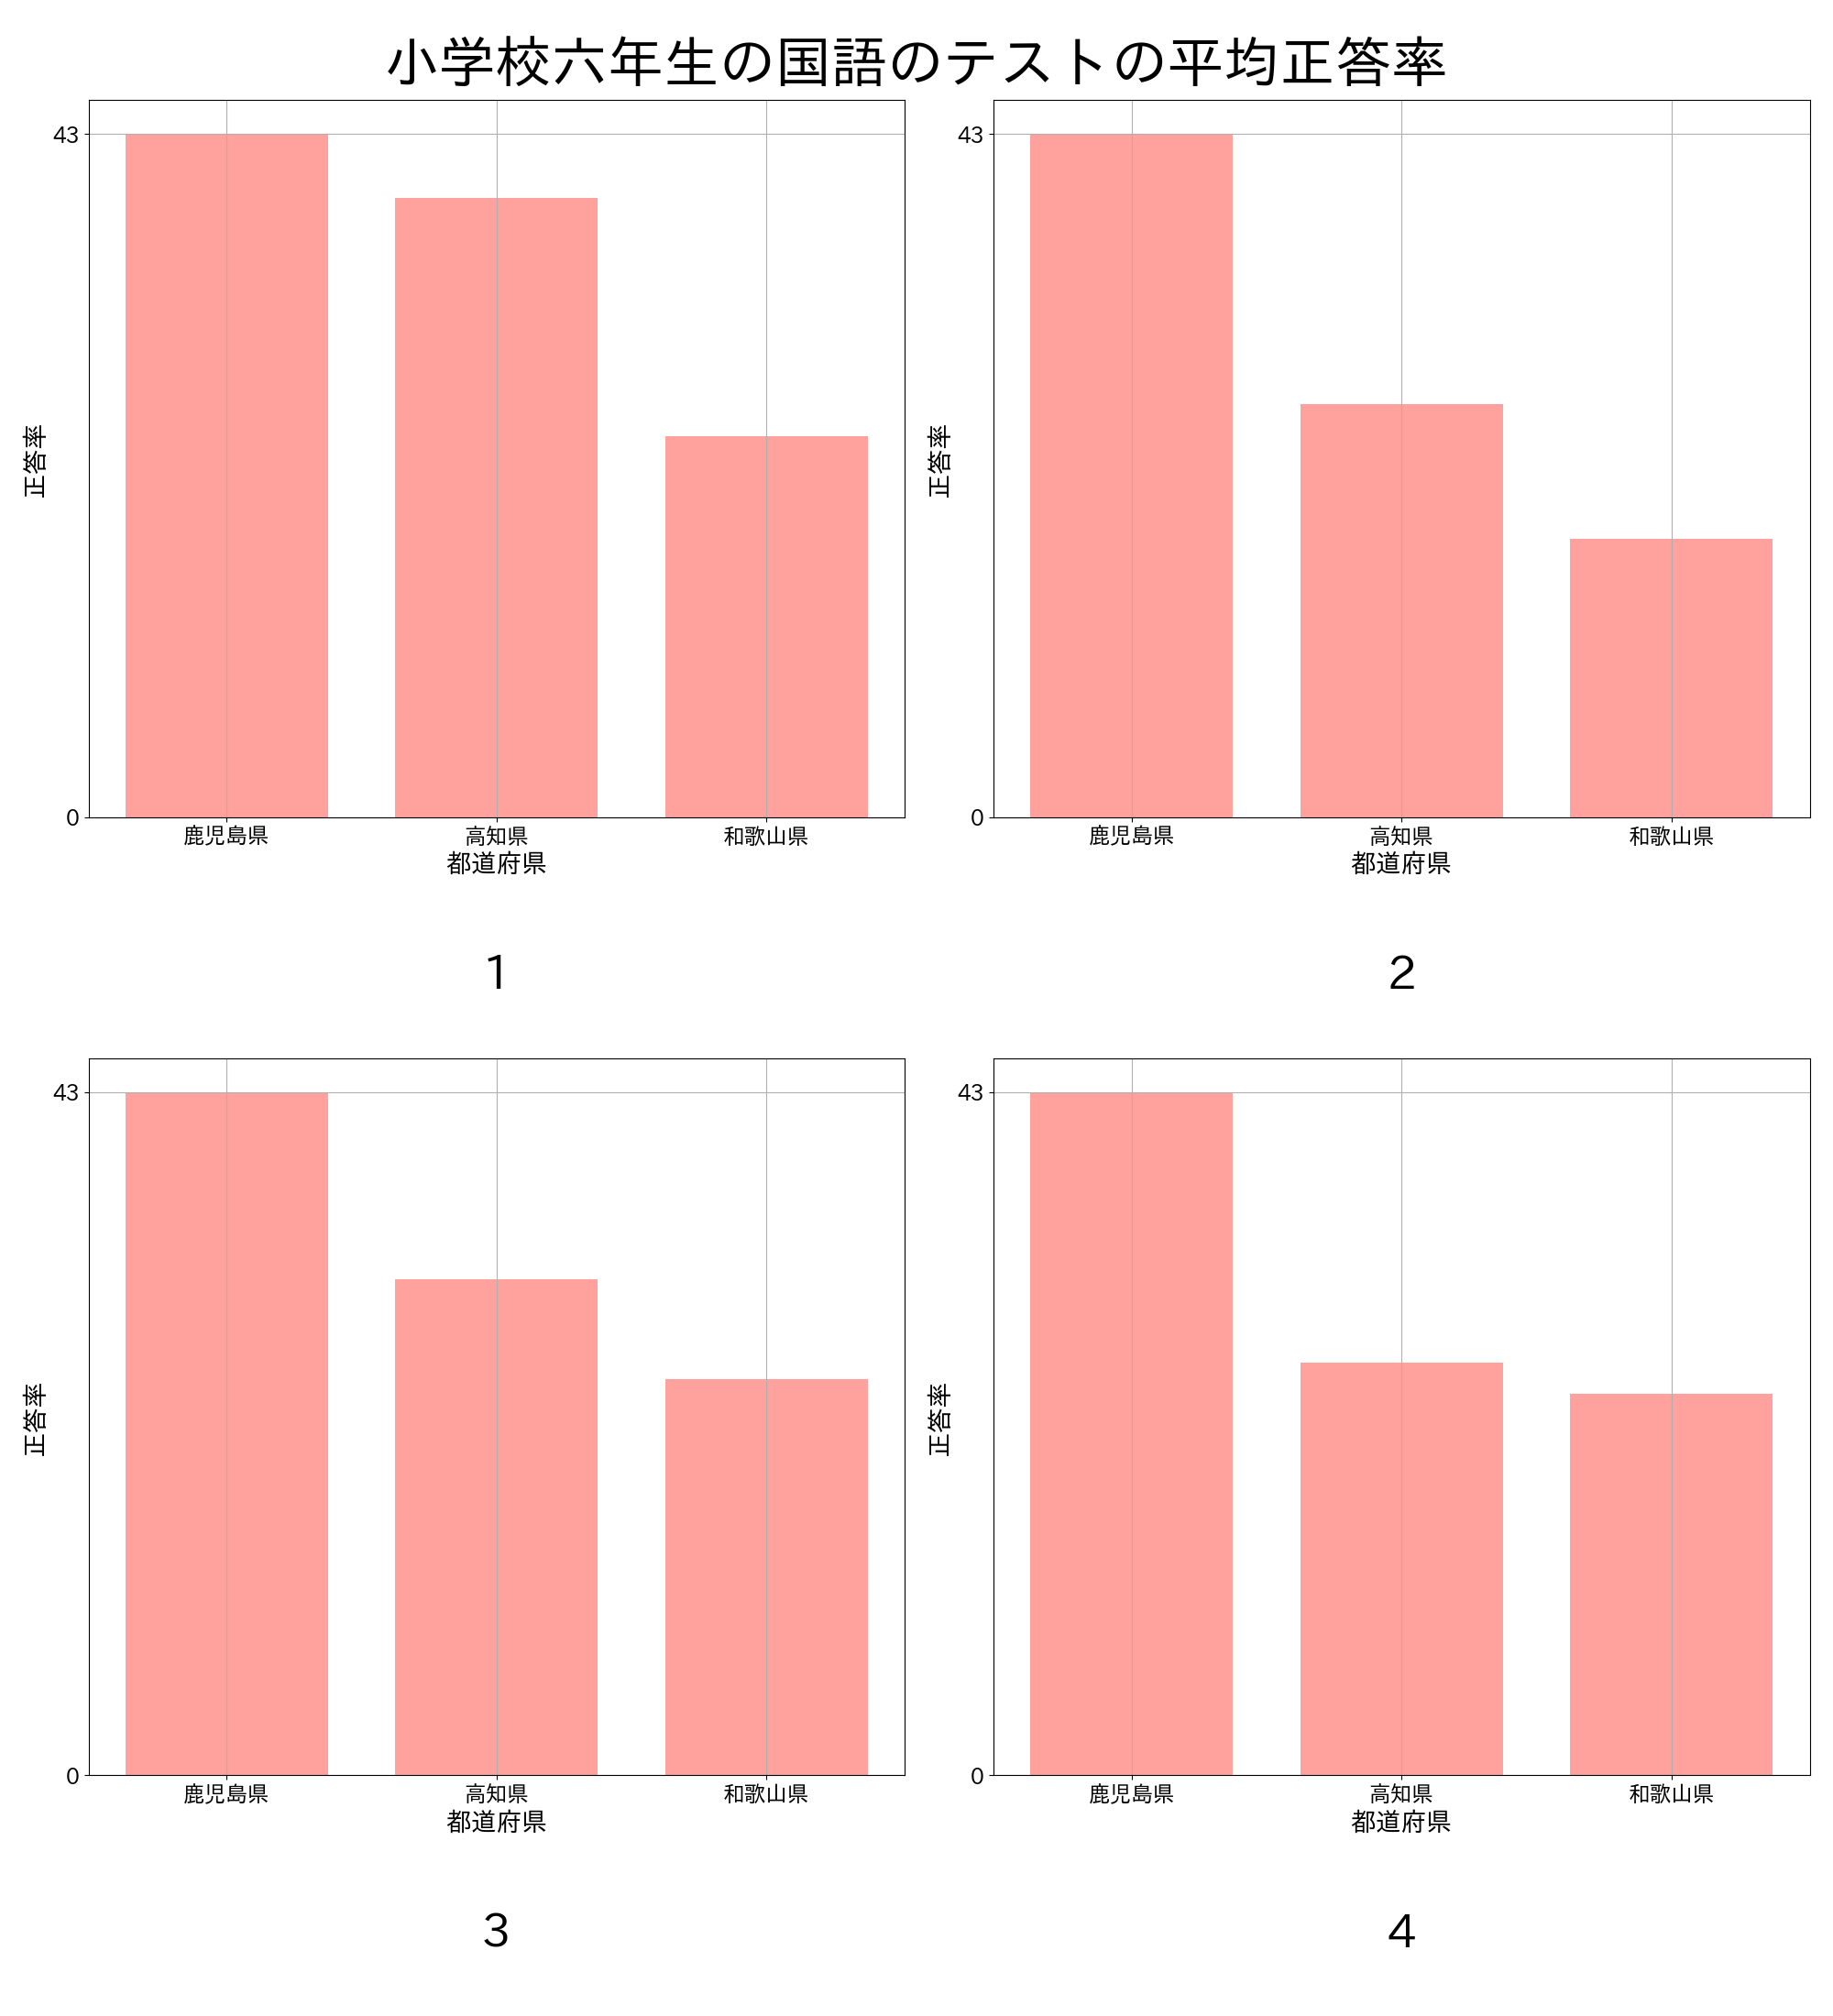 小学校六年生の国語のテストの平均正答率
43
正答率
0
鹿児島県 高知県 和歌山県
都道府県
1
43
正答率
0
鹿児島県 高知県 和歌山県
都道府県
2
43
正答率
0
鹿児島県 高知県 和歌山県
都道府県
3
43
正答率
0
鹿児島県 高知県 和歌山県
都道府県
4